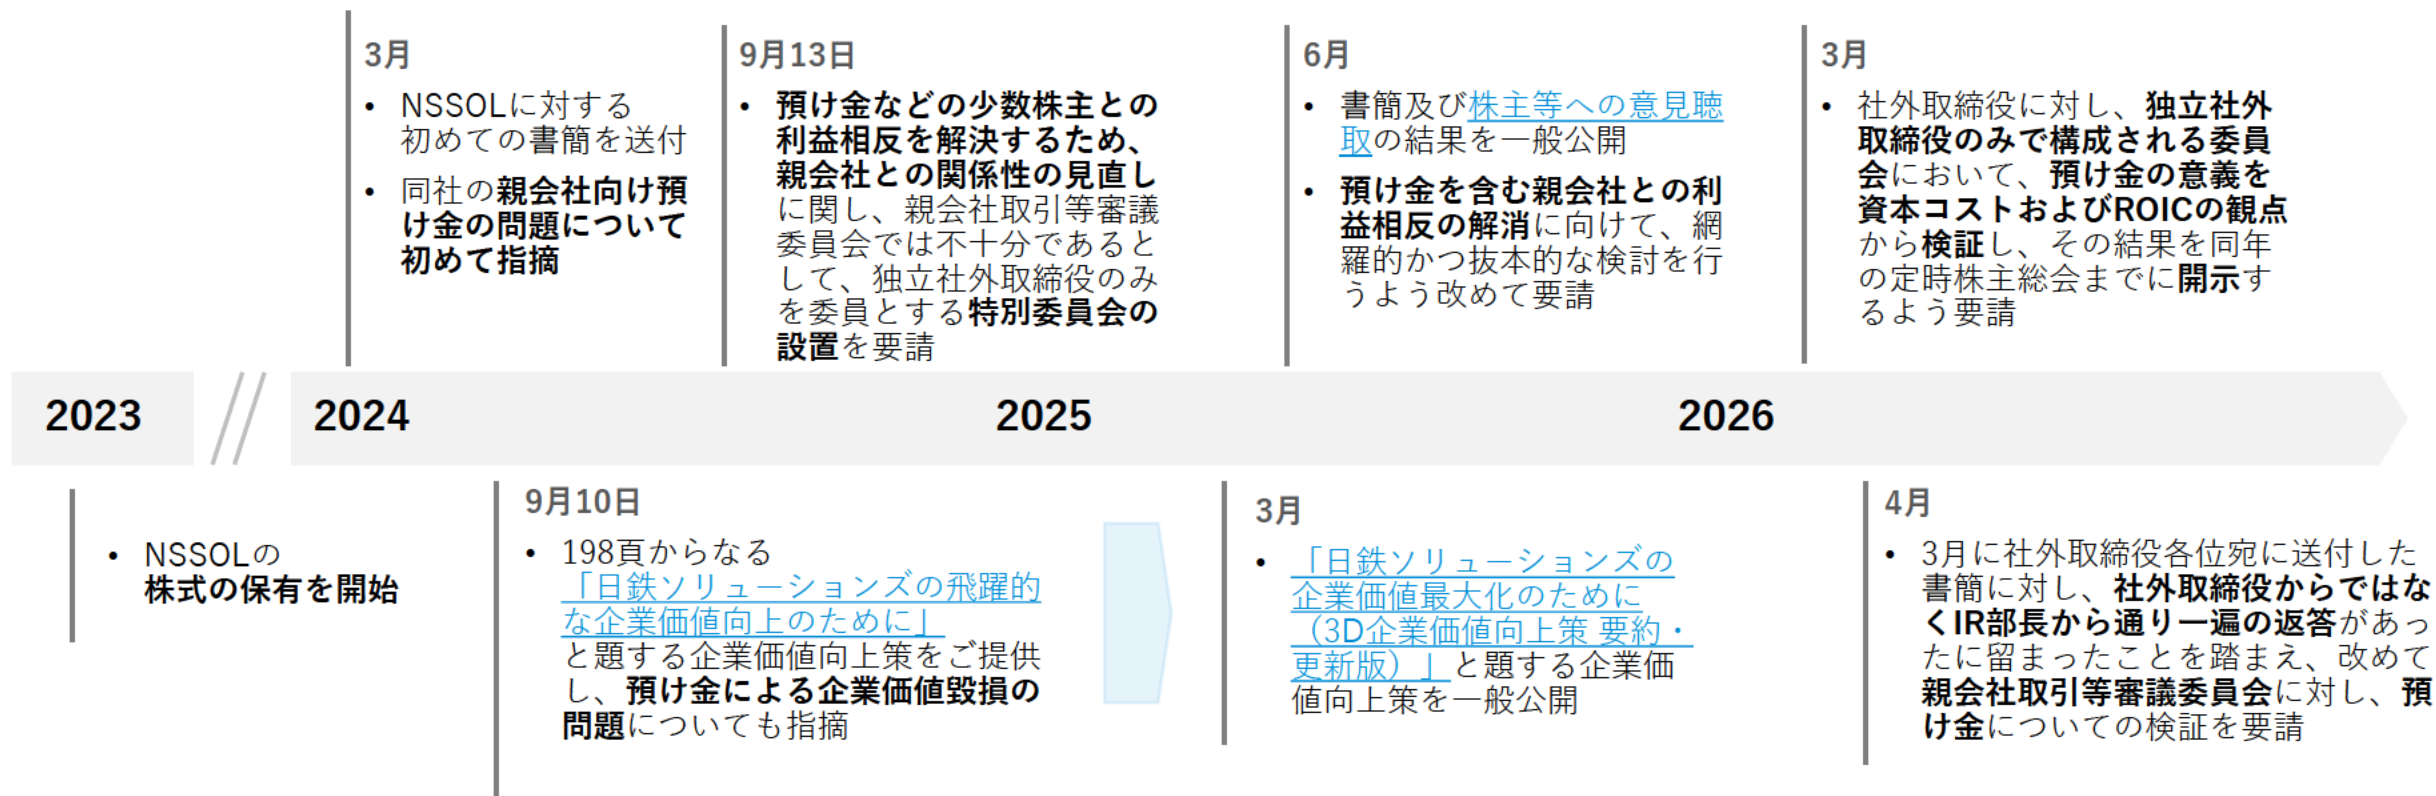 3月
• NSSOLに対する
初めての書簡を送付
• 同社の親会社向け預
け金の問題について
初めて指摘
9月13日
• 預け金などの少数株主との
利益相反を解決するため、
親会社との関係性の見直し
に関し、親会社取引等審議
委員会では不十分であると
して、独立社外取締役のみ
を委員とする特別委員会の
設置を要請
6月
• 書簡及び株主等への意見聴
取の結果を一般公開
• 預け金を含む親会社との利
益相反の解消に向けて、網
羅的かつ抜本的な検討を行
うよう改めて要請
3月
• 社外取締役に対し、独立社外
取締役のみで構成される委員
会において、預け金の意義を
資本コストおよびROICの観点
から検証し、その結果を同年
の定時株主総会までに開示す
るよう要請
2023
2024
2025
2026
• NSSOLの
株式の保有を開始
9月10日
• 198頁からなる
「日鉄ソリューションズの飛躍的
な企業価値向上のために」
と題する企業価値向上策をご提供
し、預け金による企業価値毀損の
問題についても指摘
3月
• 「日鉄ソリューションズの
企業価値最大化のために
（3D企業価値向上策 要約・
更新版）」と題する企業価
値向上策を一般公開
4月
• 3月に社外取締役各位宛に送付した
書簡に対し、社外取締役からではな
くIR部長から通り一遍の返答があっ
たに留まったことを踏まえ、改めて
親会社取引等審議委員会に対し、預
け金についての検証を要請